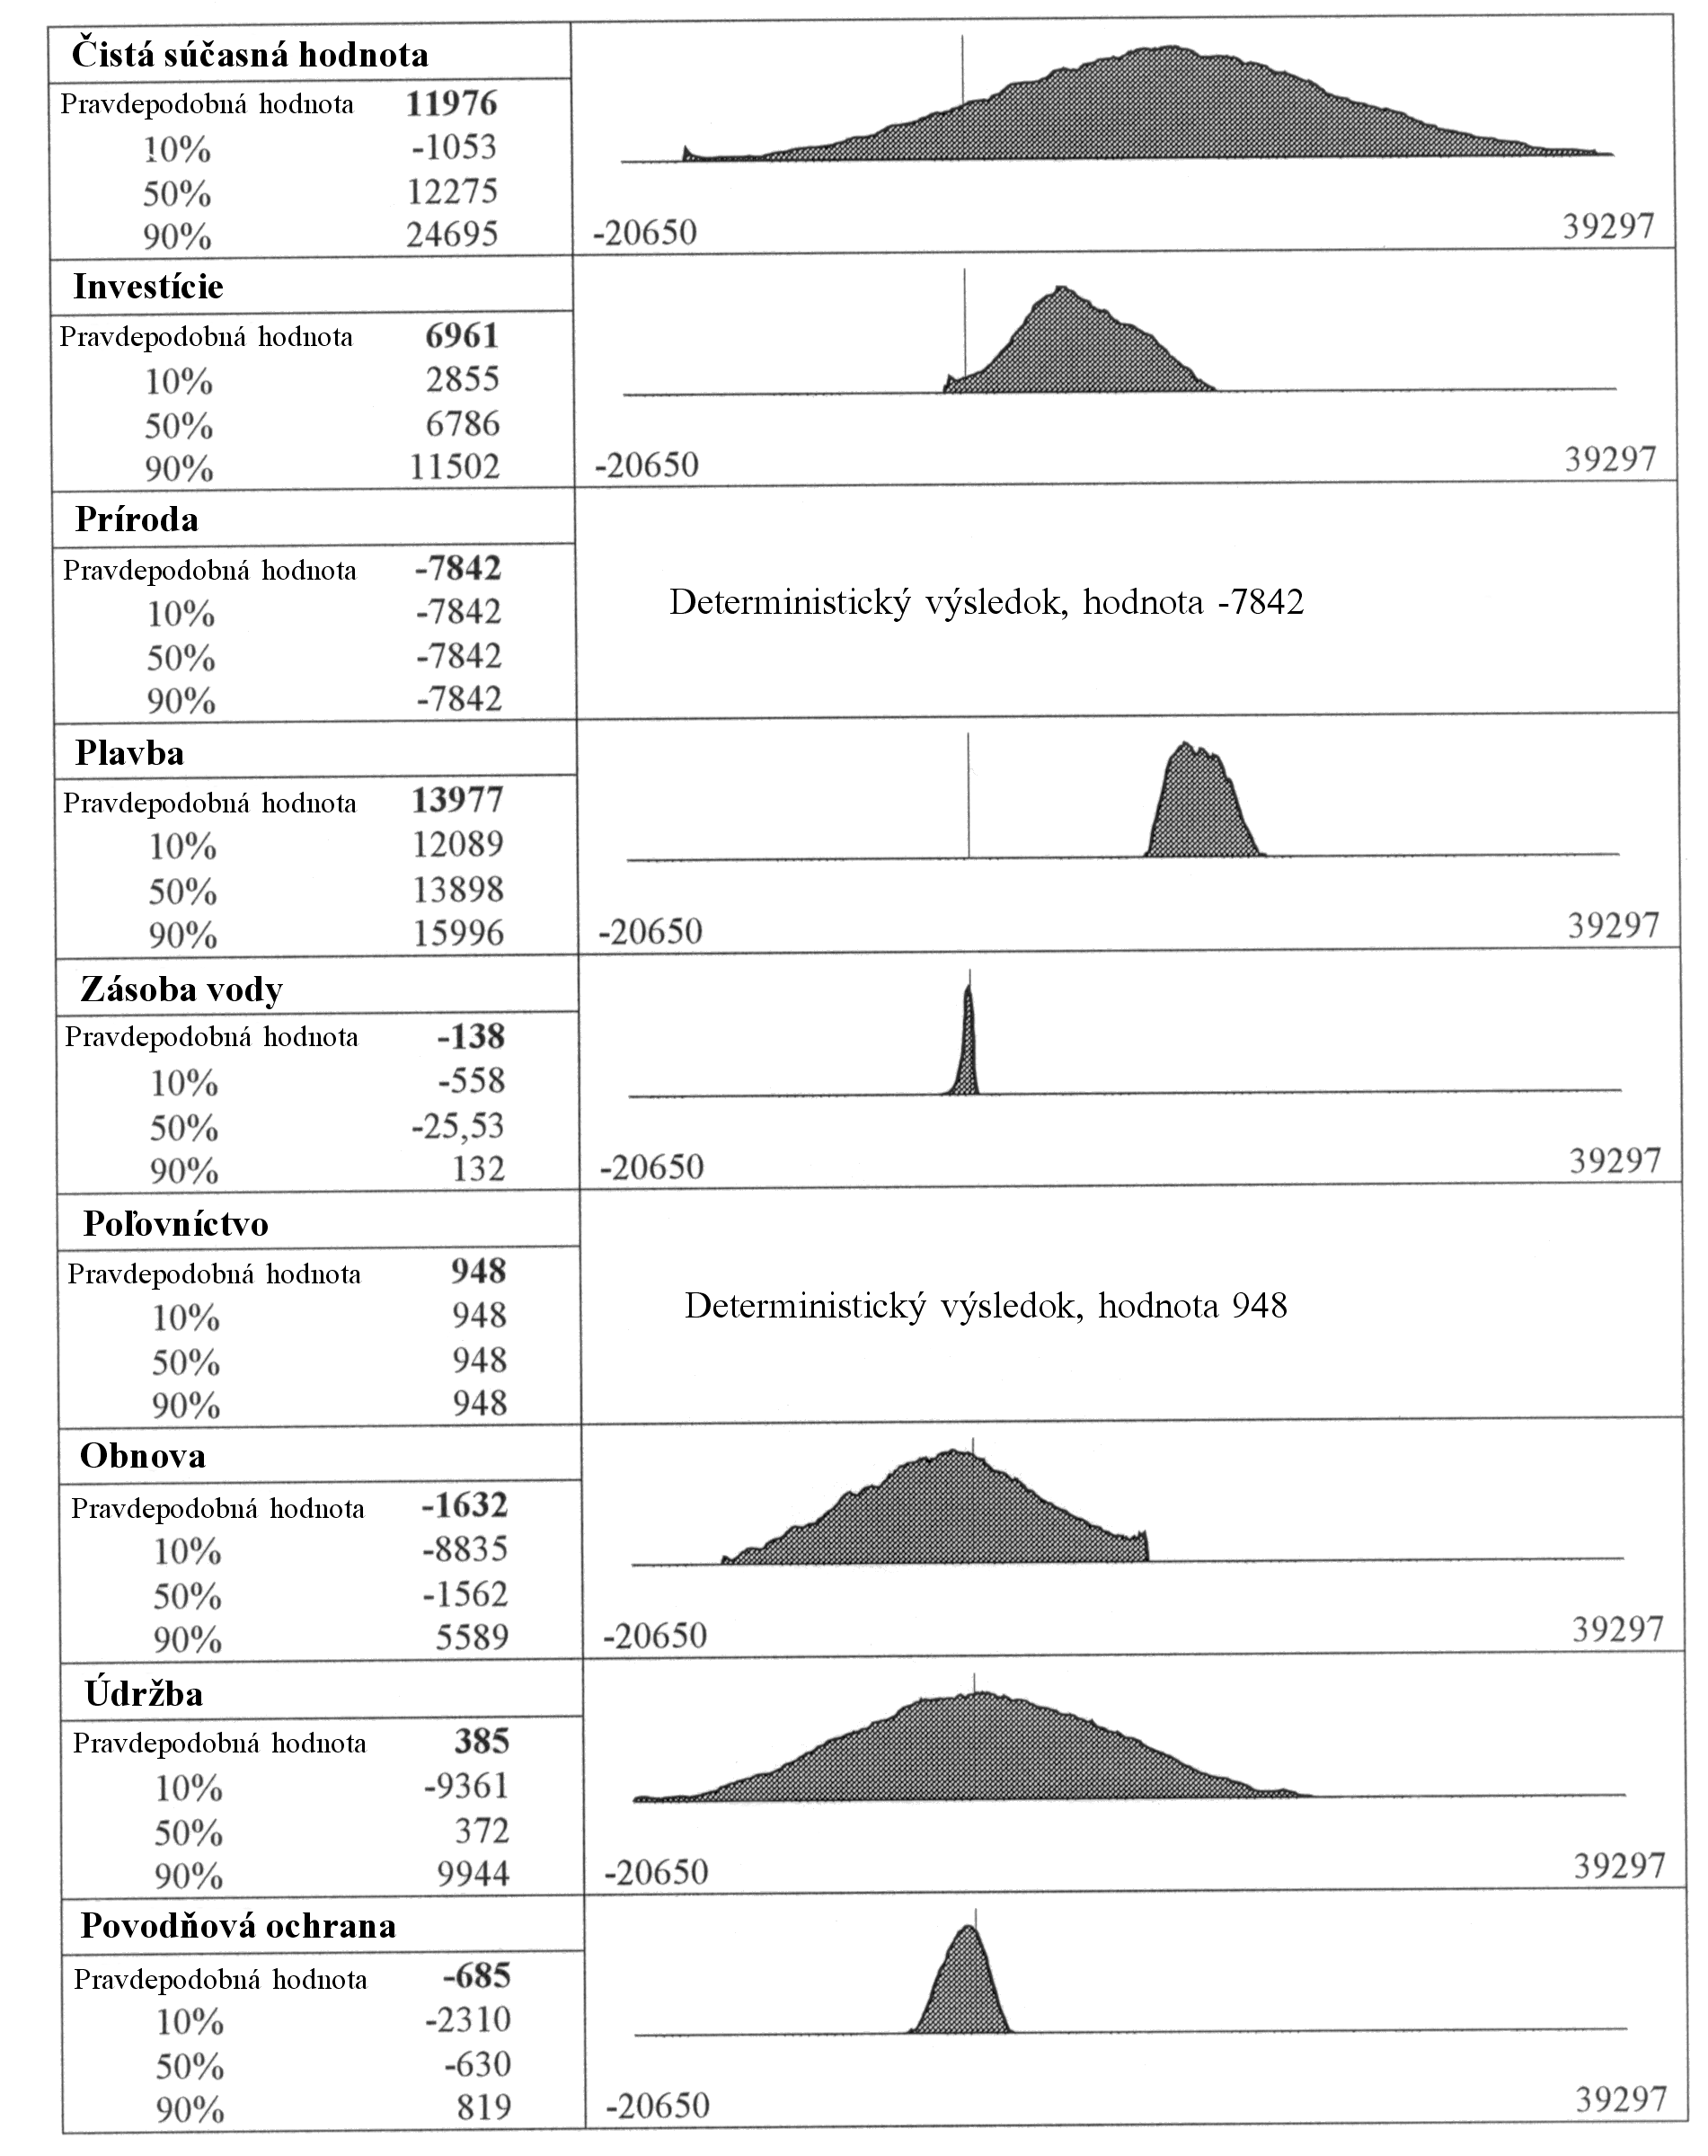 Čistá súčasná hodnota
Pravdepodobná hodnota 11976
10% -1053
50% 12275
90% 24695
-20650 39297
Investície
Pravdepodobná hodnota 6961
10% 2855
50% 6786
90% 11502
-20650 39297
Príroda
Pravdepodobná hodnota -7842
10% -7842
50% -7842
90% -7842
Deterministický výsledok, hodnota -7842
Plavba
Pravdepodobná hodnota 13977
10% 12089
50% 13898
90% 15996
-20650 39297
Zásoba vody
Pravdepodobná hodnota -138
10% -558
50% -25,53
90% 132
-20650 39297
Poľovníctvo
Pravdepodobná hodnota 948
10% 948
50% 948
90% 948
Deterministický výsledok, hodnota 948
Obnova
Pravdepodobná hodnota -1632
10% -8835
50% -1562
90% 5589
-20650 39297
Údržba
Pravdepodobná hodnota 385
10% -9361
50% 372
90% 9944
-20650 39297
Povodňová ochrana
Pravdepodobná hodnota -685
10% -2310
50% -630
90% 819
-20650 39297